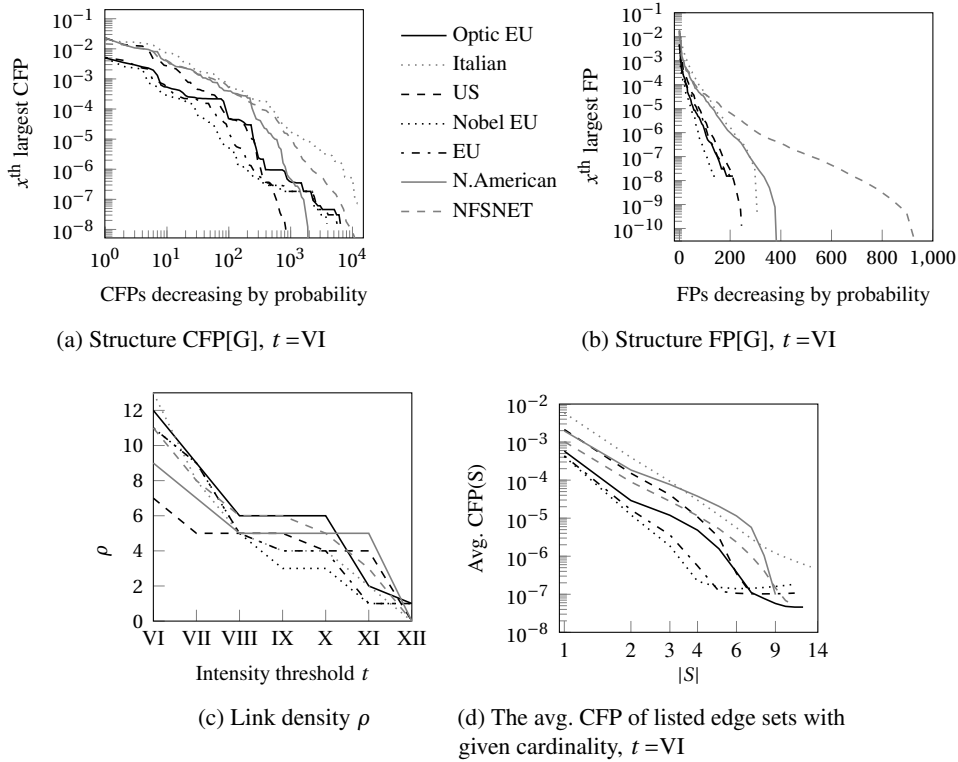 10⁻¹
10⁻²
10⁻³
10⁻⁴
10⁻⁵
10⁻⁶
10⁻⁷
10⁻⁸
xᵗʰ largest CFP
10⁰ 10¹ 10² 10³ 10⁴
CFPs decreasing by probability
(a) Structure CFP[G], t =VI
Optic EU
Italian
US
Nobel EU
EU
N.American
NFSNET
10⁻¹
10⁻²
10⁻³
10⁻⁴
10⁻⁵
10⁻⁶
10⁻⁷
10⁻⁸
10⁻⁹
10⁻¹⁰
xᵗʰ largest FP
0 200 400 600 800 1,000
FPs decreasing by probability
(b) Structure FP[G], t =VI
12
10
8
6
4
2
0
ρ
VI VII VIII IX X XI XII
Intensity threshold t
(c) Link density ρ
10⁻²
10⁻³
10⁻⁴
10⁻⁵
10⁻⁶
10⁻⁷
10⁻⁸
Avg. CFP(S)
1 2 3 4 6 9 14
|S|
(d) The avg. CFP of listed edge sets with
given cardinality, t =VI